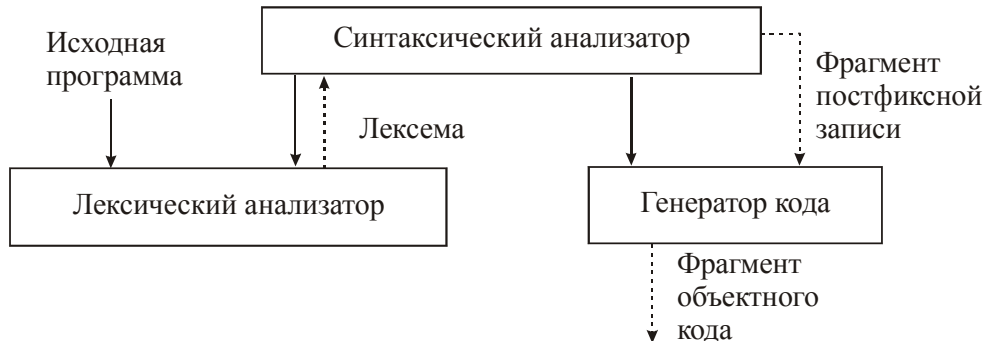 Синтаксический анализатор
Исходная
программа
Фрагмент
постфиксной
записи
Лексема
Лексический анализатор
Генератор кода
Фрагмент
объектного
кода